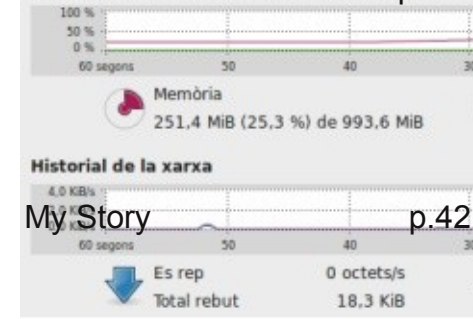 100 %
50 %
0 %
60 segons 50 40 30
Memòria
251,4 MiB (25,3 %) de 993,6 MiB
Historial de la xarxa
4,0 KiB/s
My Story p.42
60 segons 50 40 30
Es rep 0 octets/s
Total rebut 18,3 KiB